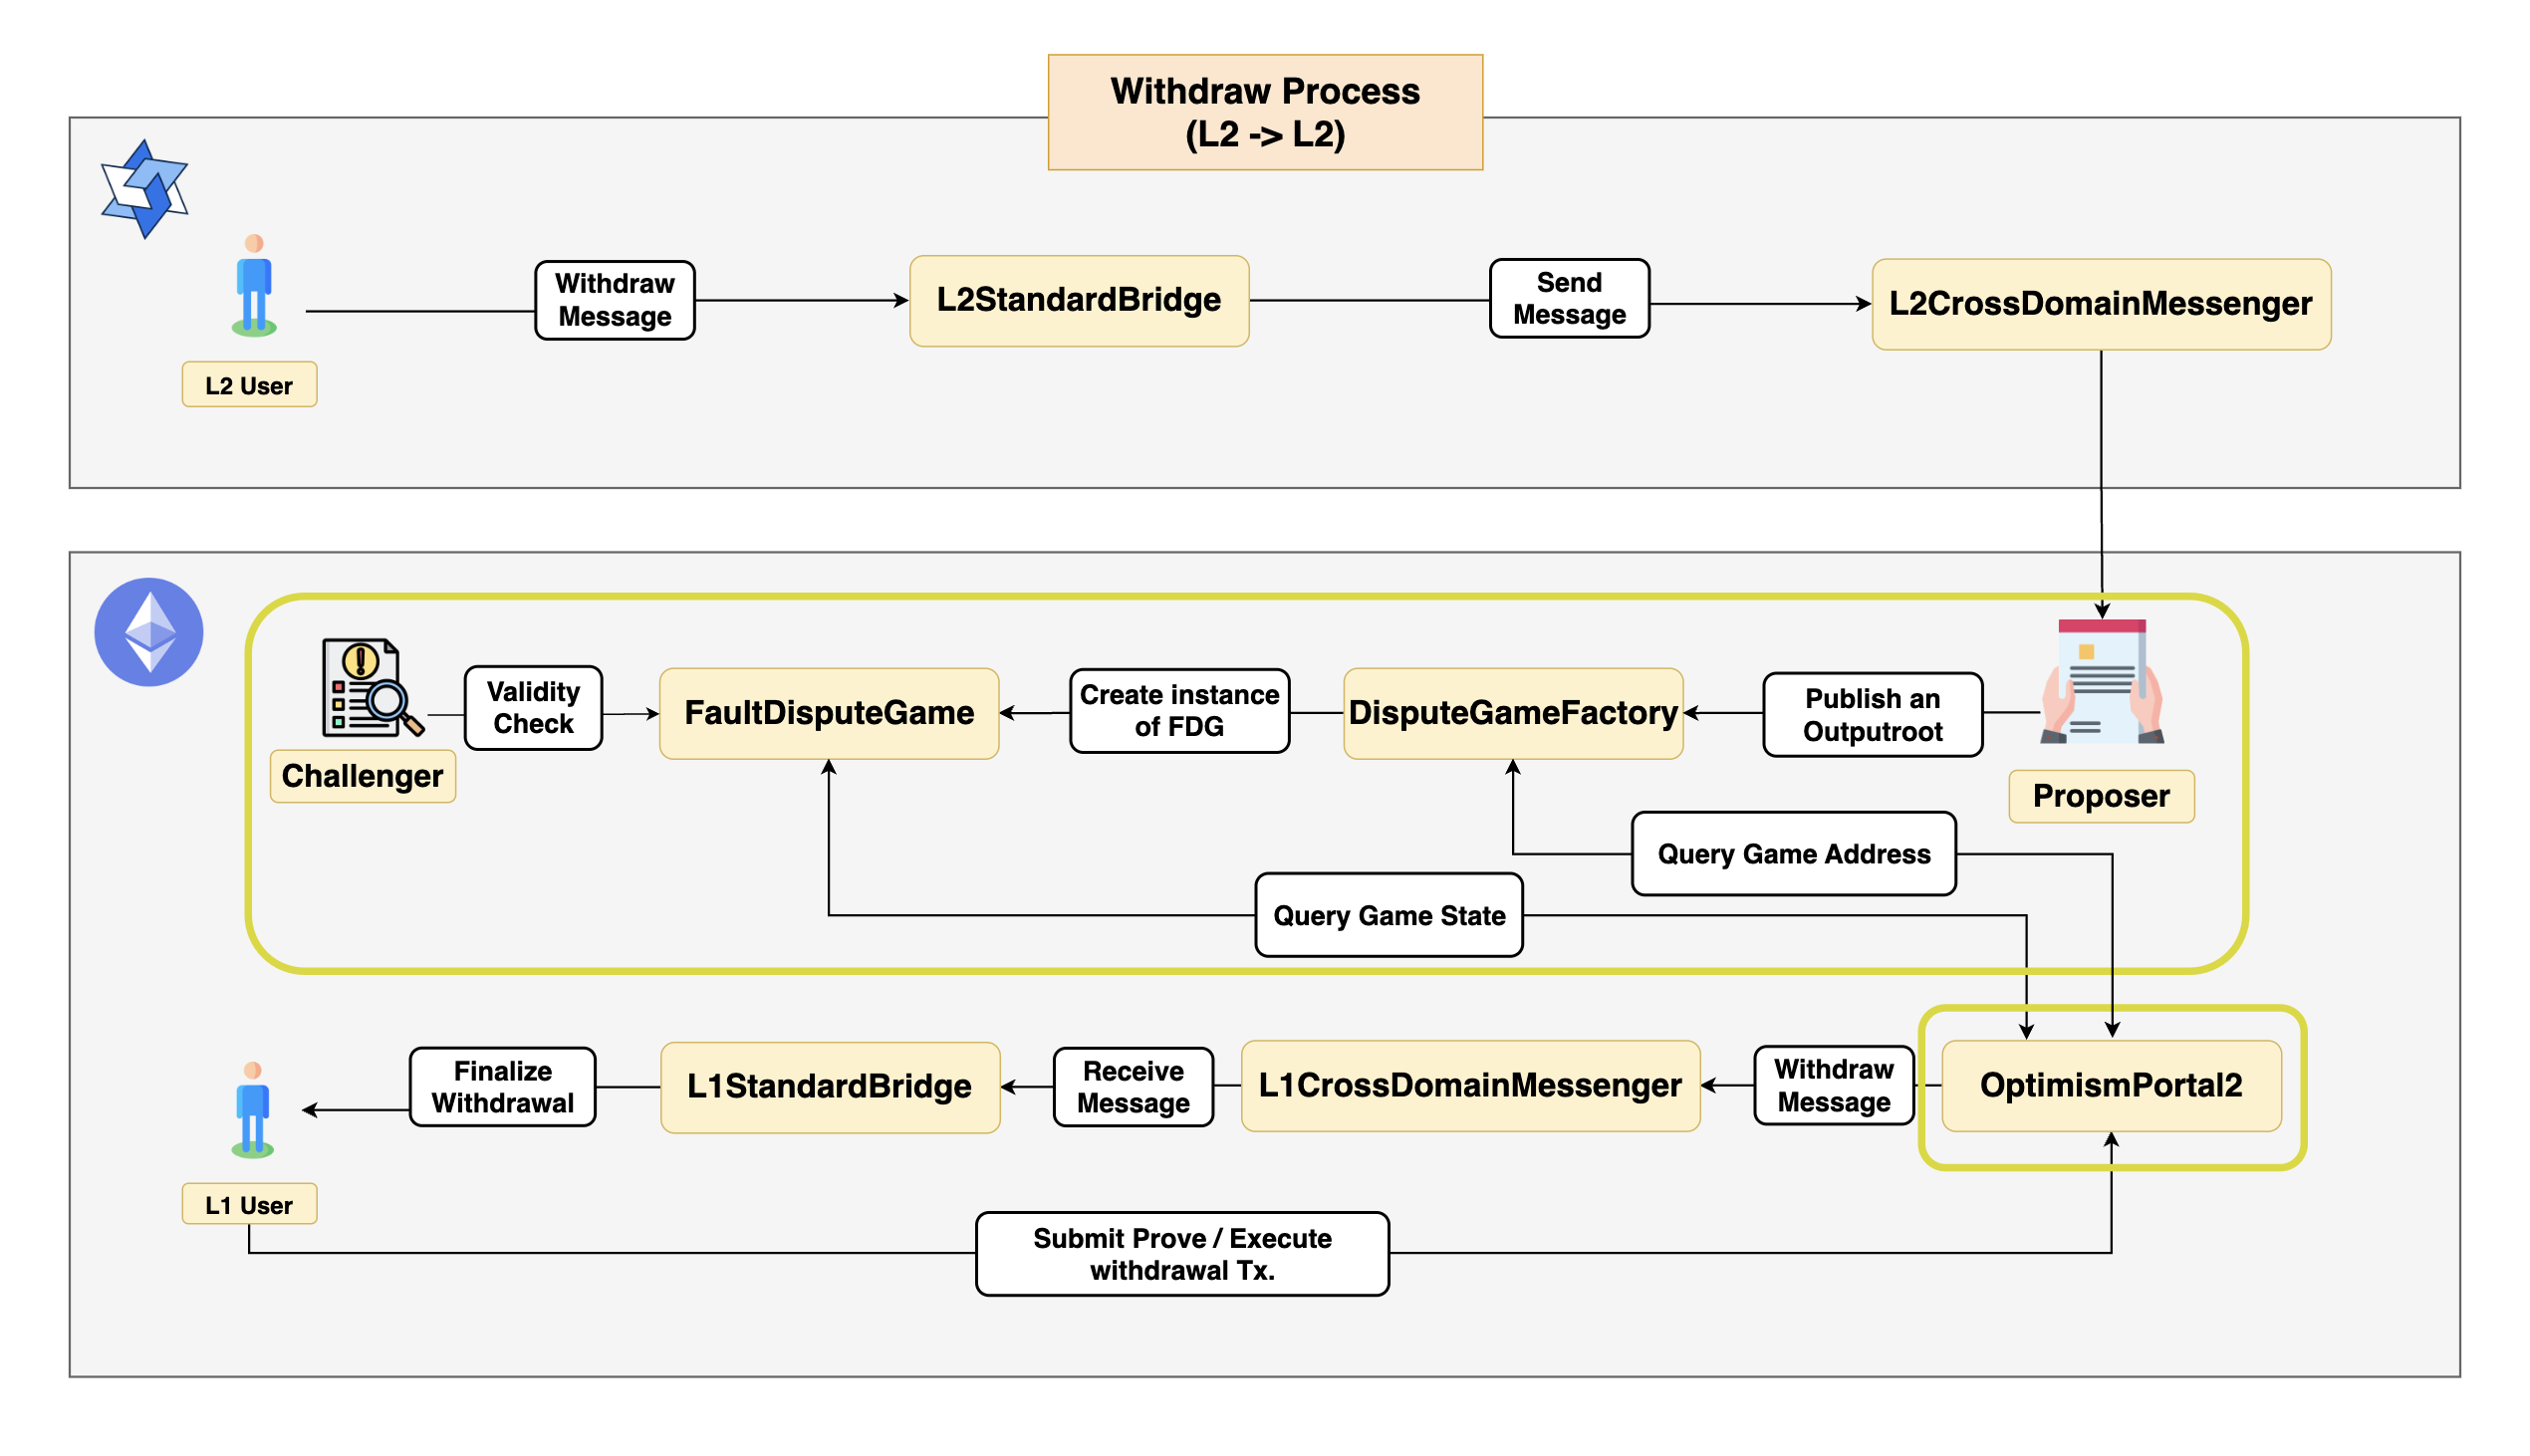 Withdraw Process
(L2 -> L2)
Withdraw
Message
L2StandardBridge
Send
Message
L2CrossDomainMessenger
L2 User
Validity
Check
FaultDisputeGame
Create instance
of FDG
DisputeGameFactory
Publish an
Outputroot
Challenger
Proposer
Query Game Address
Query Game State
Finalize
Withdrawal
L1StandardBridge
Receive
Message
L1CrossDomainMessenger
Withdraw
Message
OptimismPortal2
L1 User
Submit Prove / Execute
withdrawal Tx.